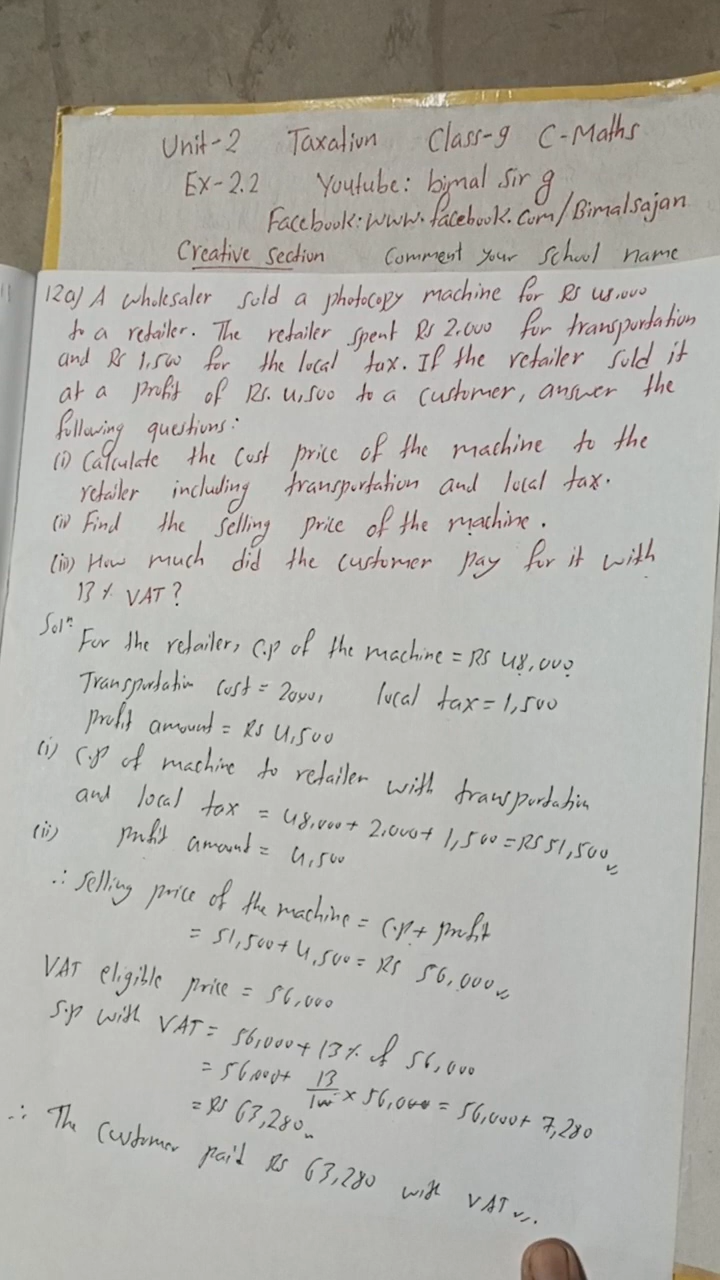 Unit-2 Taxation Class-9 C-Maths
Ex-2.2 Youtube: bimal sir g
Facebook: www.facebook.com/Bimalsajan
Creative section Comment your school name
12a) A wholesaler sold a photocopy machine for Rs 48,000
to a retailer. The retailer spent Rs 2,000 for transportation
and Rs 1,500 for the local tax. If the retailer sold it
at a profit of Rs. 4,500 to a customer, answer the
following questions:
(i) Calculate the cost price of the machine to the
retailer including transportation and local tax.
(ii) Find the selling price of the machine.
(iii) How much did the customer pay for it with
13% VAT?
Solⁿ For the retailer, C.P of the machine = Rs 48,000
Transportation cost = 2000, local tax = 1,500
profit amount = Rs 4,500
(i) C.P of machine to retailer with transportation
and local tax = 48,000 + 2,000 + 1,500 = Rs 51,500
(ii) profit amount = 4,500
∴ Selling price of the machine = C.P + profit
= 51,500 + 4,500 = Rs 56,000
VAT eligible price = 56,000
S.p with VAT = 56,000 + 13% of 56,000
= 56,000 + 13/100 × 56,000 = 56,000 + 7,280
= Rs 63,280
∴ The customer paid Rs 63,280 with VAT